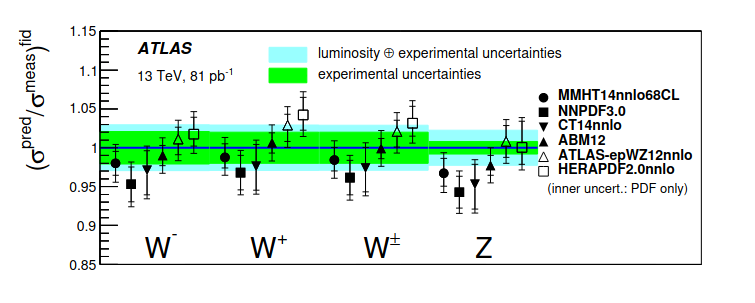 (σ^pred/σ^meas)^fid
1.15
1.1
1.05
1
0.95
0.9
0.85
ATLAS
13 TeV, 81 pb⁻¹
luminosity ⊕ experimental uncertainties
experimental uncertainties
MMHT14nnlo68CL
NNPDF3.0
CT14nnlo
ABM12
ATLAS-epWZ12nnlo
HERAPDF2.0nnlo
(inner uncert.: PDF only)
W⁻ W⁺ W± Z